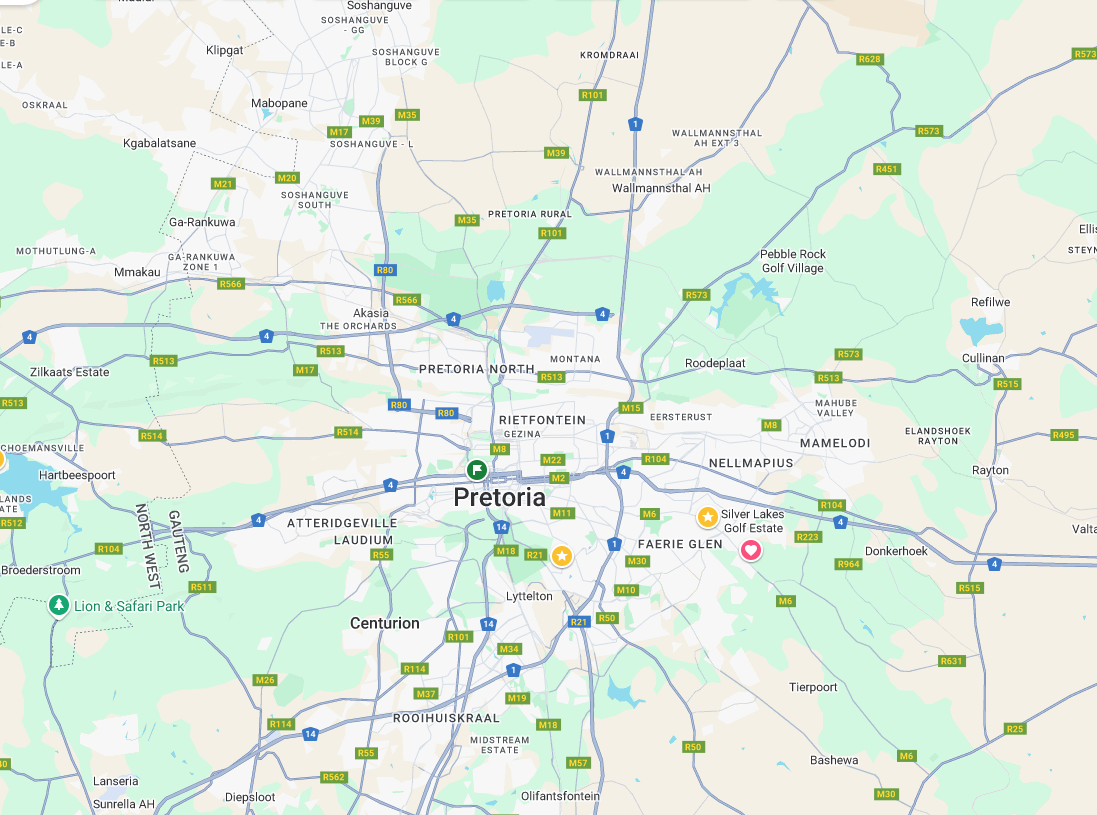 Soshanguve
SOSHANGUVE
- GG
Klipgat
SOSHANGUVE
BLOCK G
KROMDRAAI
R573
R628
LE-C
E-B
LE-A
OSKRAAL
Mabopane
R101
M35
M39
M17
1
SOSHANGUVE - L
R573
WALLMANNSTHAL
AH EXT 3
Kgabalatsane
M39
R451
WALLMANNSTHAL AH
Wallmannsthal AH
M20
M21
SOSHANGUVE
SOUTH
PRETORIA RURAL
M35
R101
Ga-Rankuwa
Ellis
STEYN
MOTHUTLUNG-A
GA-RANKUWA
ZONE 1
Mmakau
Pebble Rock
Golf Village
R80
R566
R566
R573
Refilwe
Akasia
THE ORCHARDS
4
4
4
4
R513
R513
M17
MONTANA
Cullinan
R573
Roodeplaat
PRETORIA NORTH
R513
R513
R515
Zilkaats Estate
R513
R80
R80
M15
MAHUBE
VALLEY
EERSTERUST
RIETFONTEIN
GEZINA
M8
R514
R514
1
MAMELODI
ELANDSHOEK
RAYTON
R495
CHOEMANSVILLE
M8
M22
R104
NELLMAPIUS
Hartbeespoort
4
M2
4
Rayton
LANDS
ATE
Pretoria
R104
R512
4
ATTERIDGEVILLE
M11
M6
Silver Lakes
Golf Estate
4
Valta
NORTH WEST
GAUTENG
14
LAUDIUM
R223
R104
R55
M18
R21
1
FAERIE GLEN
Donkerhoek
M30
R964
4
Broederstroom
R511
M10
R515
Lyttelton
M6
Lion & Safari Park
Centurion
14
R21
R50
R101
M34
R631
R114
1
M26
M37
M19
Tierpoort
R114
14
ROOIHUISKRAAL
M18
R25
MIDSTREAM
ESTATE
R50
R55
M6
Bashewa
M57
R562
Lanseria
M30
Sunrella AH
Diepsloot
Olifantsfontein